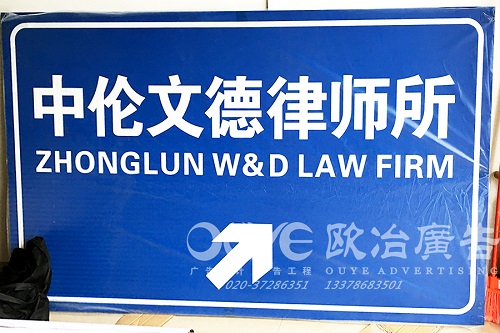 中伦文德律师所
ZHONGLUN W&D LAW FIRM
OUYE 欧冶廣告
OUYE ADVERTISING
020-37286351 13378683501